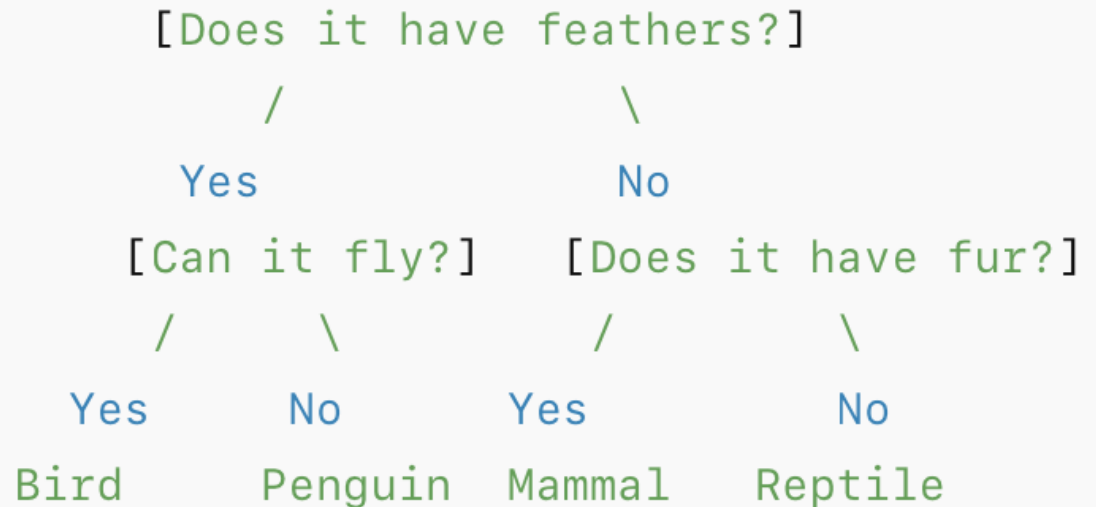 [Does it have feathers?]
/ \
Yes No
[Can it fly?] [Does it have fur?]
/ \ / \
Yes No Yes No
Bird Penguin Mammal Reptile